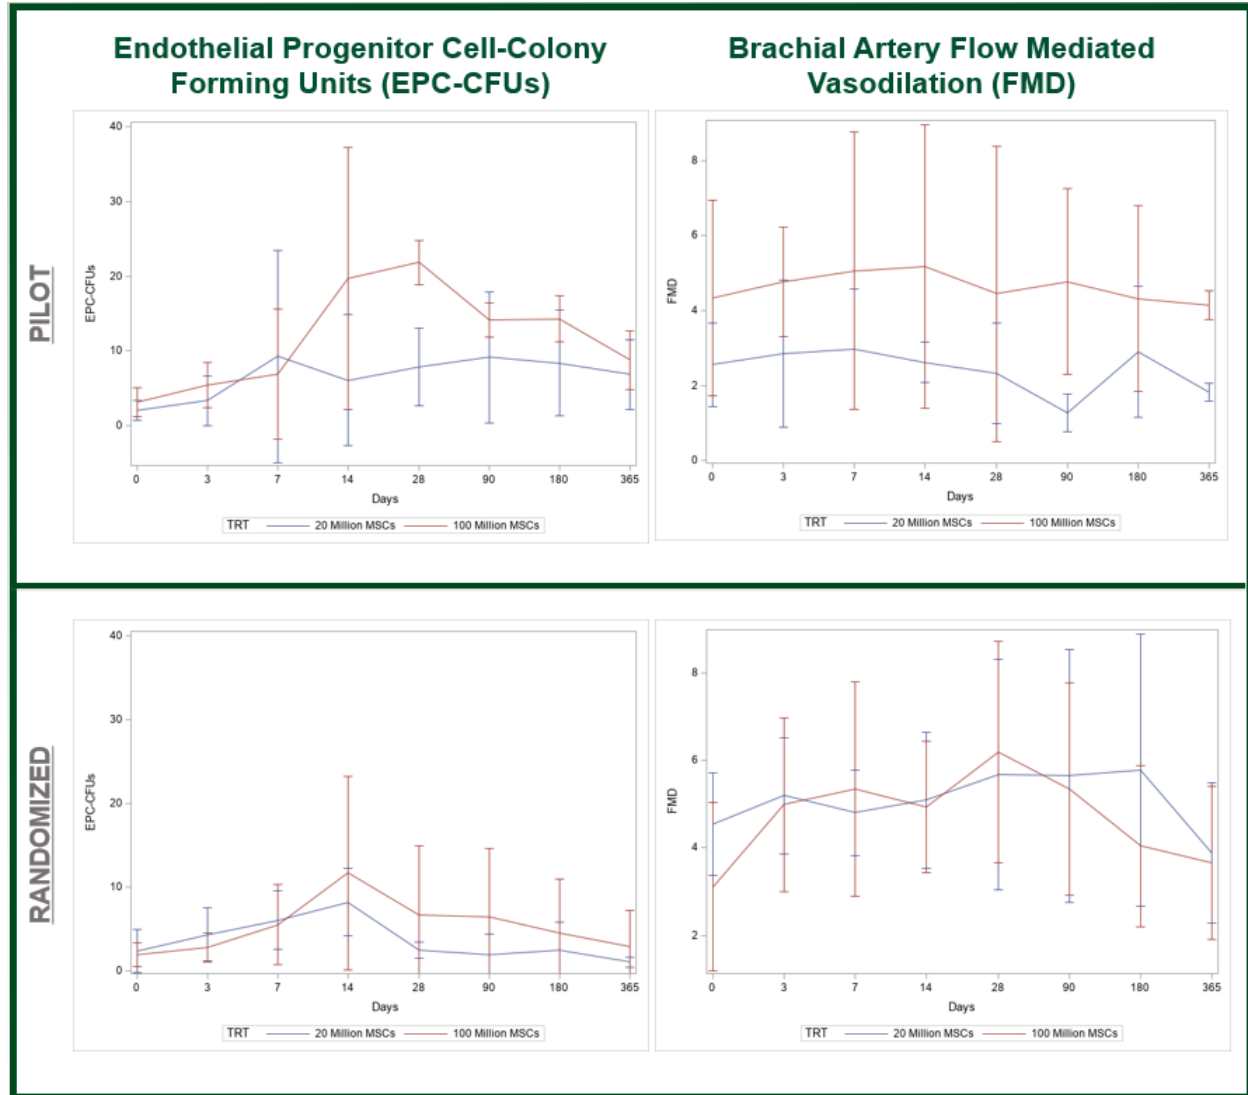 Endothelial Progenitor Cell-Colony
Forming Units (EPC-CFUs)
Brachial Artery Flow Mediated
Vasodilation (FMD)
PILOT
40
30
20
10
0
EPC-CFUs
0 3 7 14 28 90 180 365
Days
TRT 20 Million MSCs 100 Million MSCs
8
6
4
2
0
FMD
0 3 7 14 28 90 180 365
Days
TRT 20 Million MSCs 100 Million MSCs
RANDOMIZED
40
30
20
10
0
EPC-CFUs
0 3 7 14 28 90 180 365
Days
TRT 20 Million MSCs 100 Million MSCs
8
6
4
2
FMD
0 3 7 14 28 90 180 365
Days
TRT 20 Million MSCs 100 Million MSCs